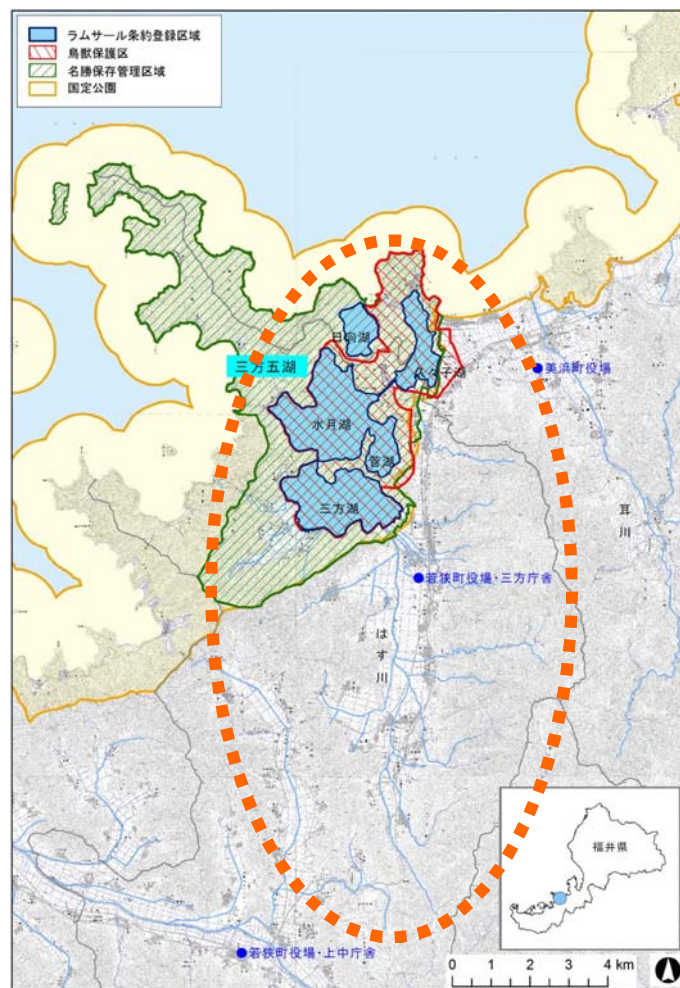 ラムサール条約登録区域
鳥獣保護区
名勝保存管理区域
国定公園
日向湖
三方五湖
久々子湖
美浜町役場
水月湖
菅湖
三方湖
耳川
若狭町役場・三方庁舎
はす川
福井県
若狭町役場・上中庁舎
0 1 2 3 4 km